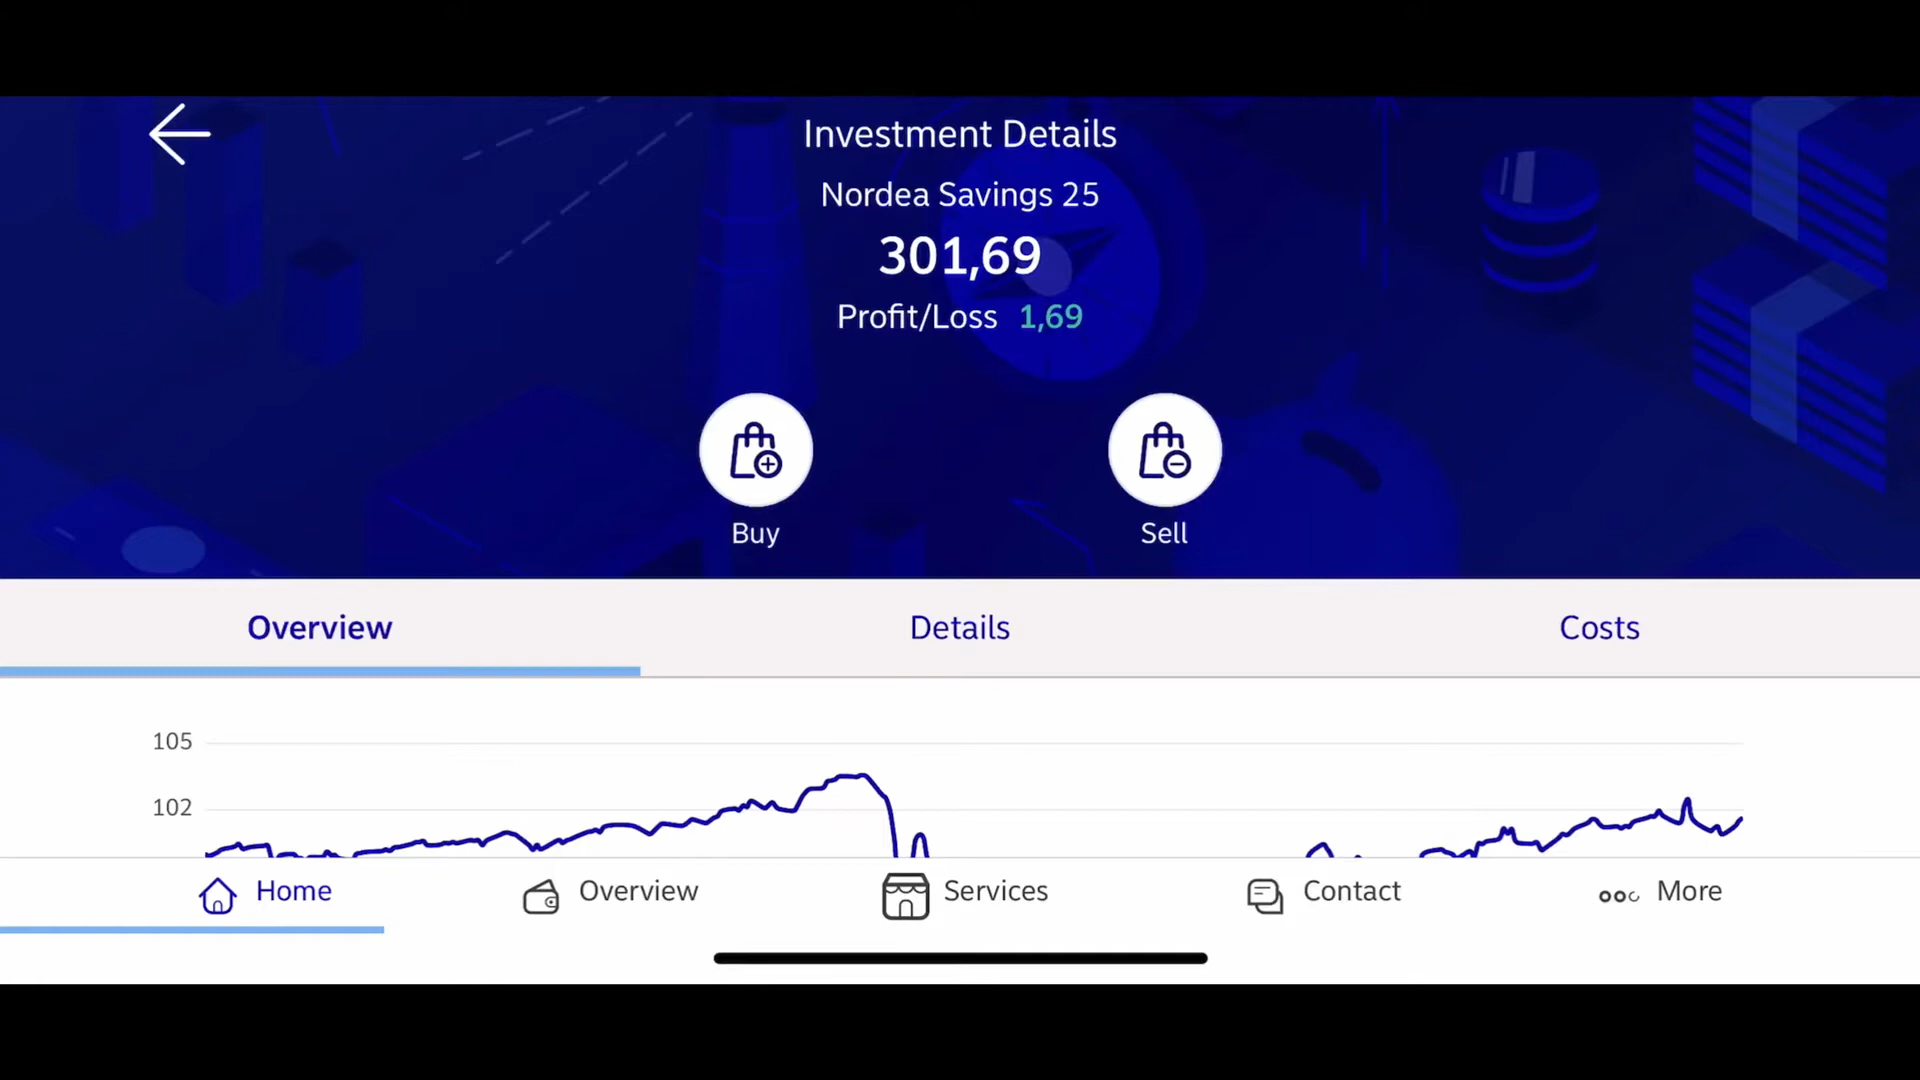 Investment Details
Nordea Savings 25
301,69
Profit/Loss 1,69
Buy Sell
Overview Details Costs
105
102
Home Overview Services Contact More